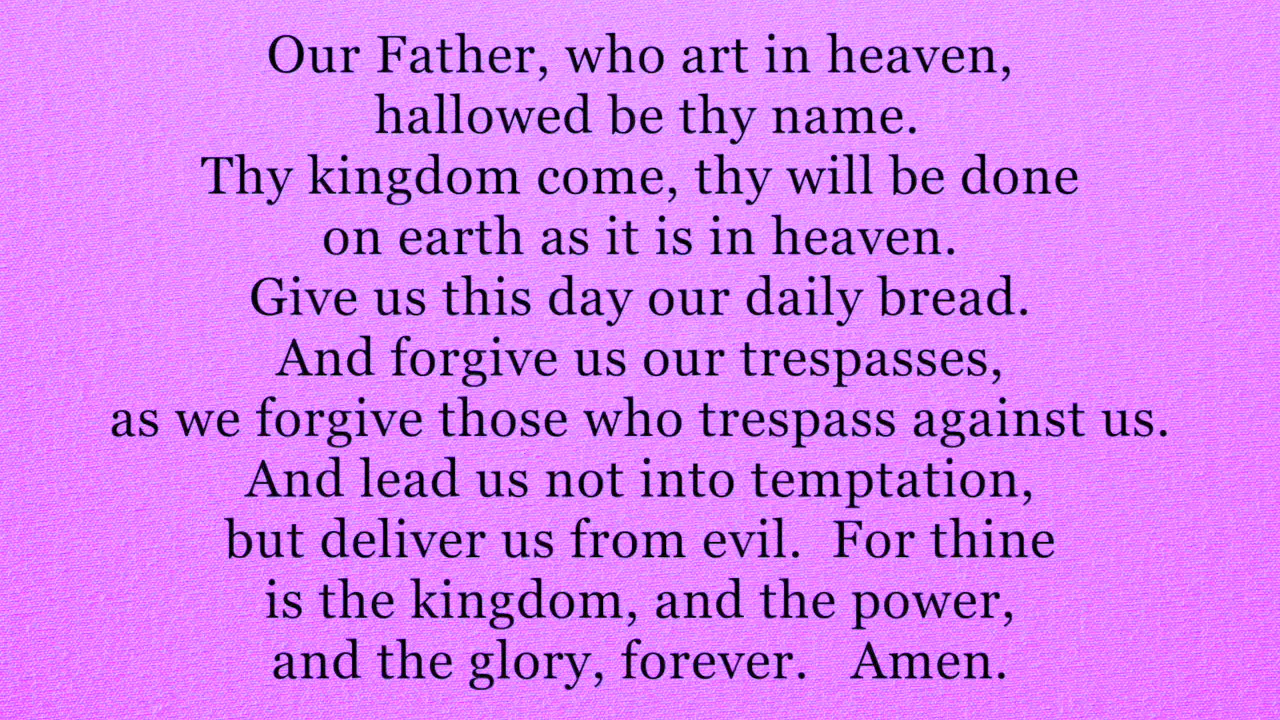 Our Father, who art in heaven,
hallowed be thy name.
Thy kingdom come, thy will be done
on earth as it is in heaven.
Give us this day our daily bread.
And forgive us our trespasses,
as we forgive those who trespass against us.
And lead us not into temptation,
but deliver us from evil.  For thine
is the kingdom, and the power,
and the glory, forever.   Amen.